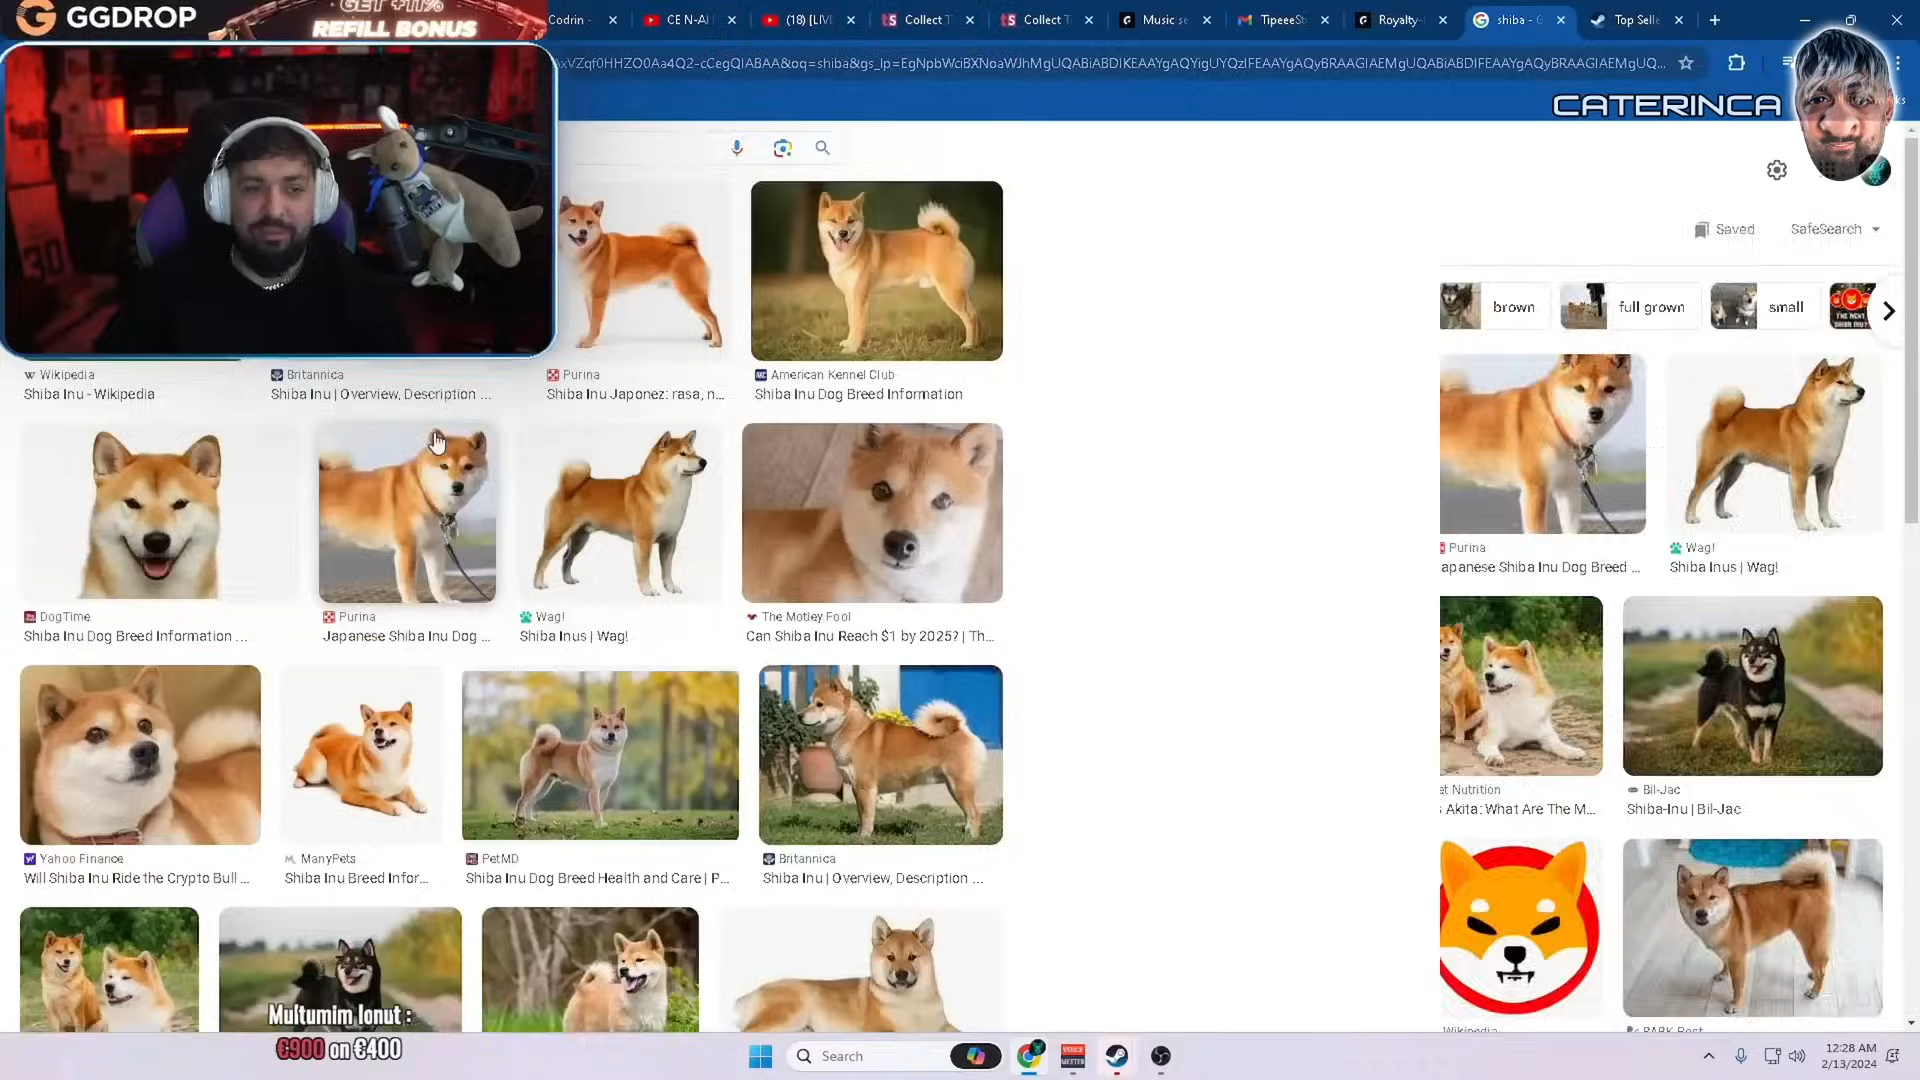 GGDROP
GET +11%
REFILL BONUS
Codrin -
CE N-AI
(18) [LIVE
Collect T
Collect T
Music se
TipeeeSt
Royalty-
shiba - G
Top Selle
CATERINCA
Saved
SafeSearch
brown
full grown
small
Wikipedia
Shiba Inu - Wikipedia
Britannica
Shiba Inu | Overview, Description ...
Purina
Shiba Inu Japonez: rasa, n...
American Kennel Club
Shiba Inu Dog Breed Information
DogTime
Shiba Inu Dog Breed Information ...
Purina
Japanese Shiba Inu Dog ...
Wag!
Shiba Inus | Wag!
The Motley Fool
Can Shiba Inu Reach $1 by 2025? | Th...
Purina
apanese Shiba Inu Dog Breed ...
Wag!
Shiba Inus | Wag!
Yahoo Finance
Will Shiba Inu Ride the Crypto Bull ...
ManyPets
Shiba Inu Breed Infor...
PetMD
Shiba Inu Dog Breed Health and Care | P...
Britannica
Shiba Inu | Overview, Description ...
et Nutrition
s Akita: What Are The M...
Bil-Jac
Shiba-Inu | Bil-Jac
Multumim Ionut :
€900 on €400
Search
VOICE
MEETER
12:28 AM
2/13/2024